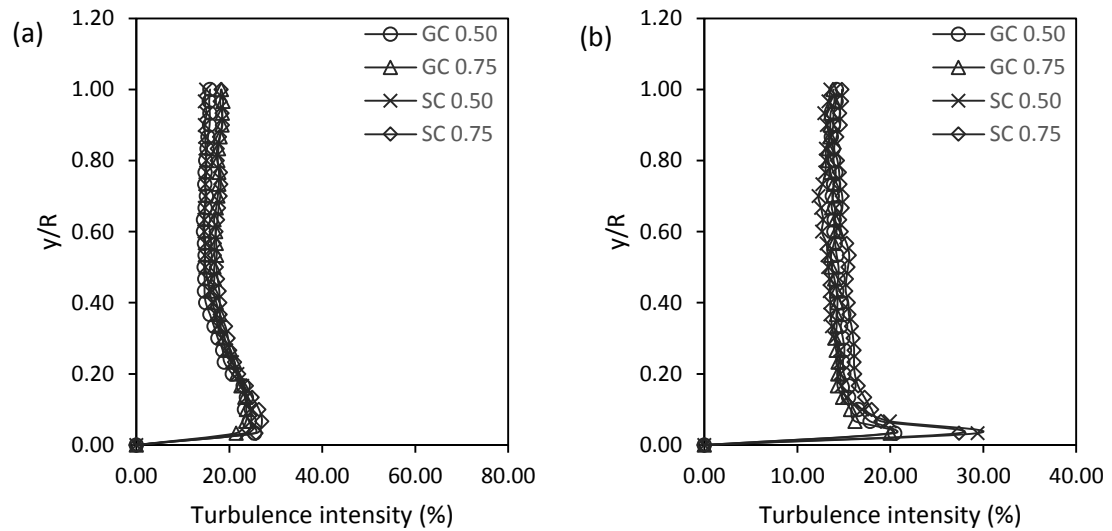 (a)
1.20
1.00
0.80
0.60
0.40
0.20
0.00
y/R
0.00 20.00 40.00 60.00 80.00
Turbulence intensity (%)
GC 0.50
GC 0.75
SC 0.50
SC 0.75
(b)
1.20
1.00
0.80
0.60
0.40
0.20
0.00
y/R
0.00 10.00 20.00 30.00 40.00
Turbulence intensity (%)
GC 0.50
GC 0.75
SC 0.50
SC 0.75